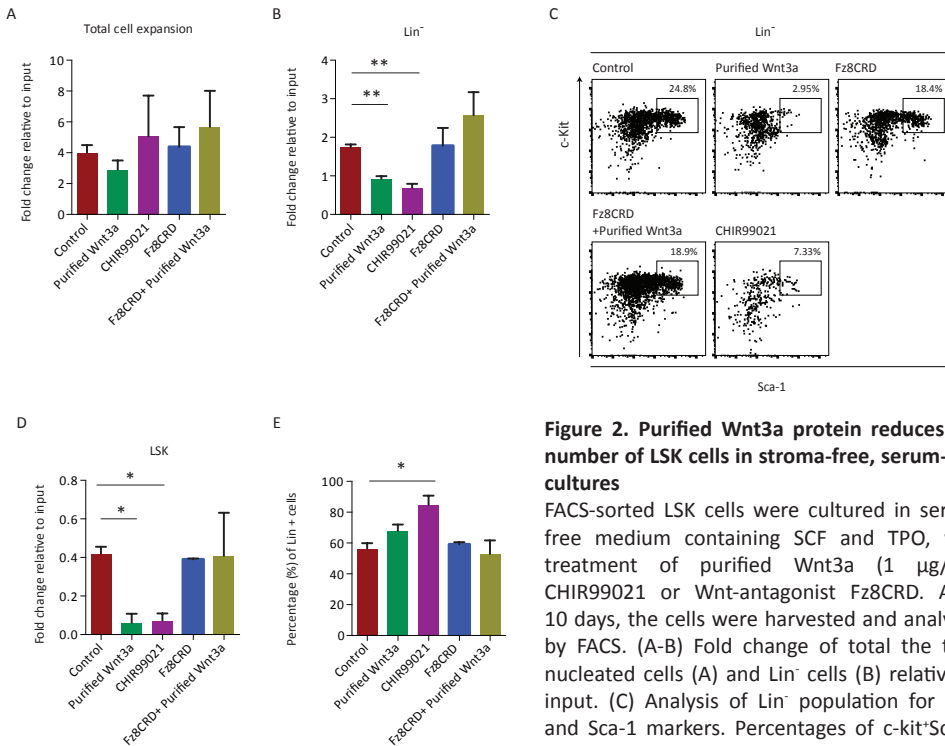 A
Total cell expansion
Fold change relative to input
10
8
6
4
2
0
Control
Purified Wnt3a
CHIR99021
Fz8CRD
Fz8CRD+ Purified Wnt3a
B
Lin⁻
Fold change relative to input
4
3
2
1
0
**
**
Control
Purified Wnt3a
CHIR99021
Fz8CRD
Fz8CRD+ Purified Wnt3a
C
Lin⁻
Control
Purified Wnt3a
Fz8CRD
24.8%
2.95%
18.4%
c-Kit
Fz8CRD
+Purified Wnt3a
CHIR99021
18.9%
7.33%
Sca-1
D
LSK
Fold change relative to input
0.8
0.6
0.4
0.2
0.0
*
*
Control
Purified Wnt3a
CHIR99021
Fz8CRD
Fz8CRD+ Purified Wnt3a
E
Percentage (%) of Lin + cells
100
80
60
40
20
0
*
Control
Purified Wnt3a
CHIR99021
Fz8CRD
Fz8CRD+ Purified Wnt3a
Figure 2. Purified Wnt3a protein reduces
number of LSK cells in stroma-free, serum-
cultures
FACS-sorted LSK cells were cultured in ser
free medium containing SCF and TPO,
treatment of purified Wnt3a (1 µg/
CHIR99021 or Wnt-antagonist Fz8CRD. A
10 days, the cells were harvested and analy
by FACS. (A-B) Fold change of total the t
nucleated cells (A) and Lin⁻ cells (B) relativ
input. (C) Analysis of Lin⁻ population for
and Sca-1 markers. Percentages of c-kit⁺Sc